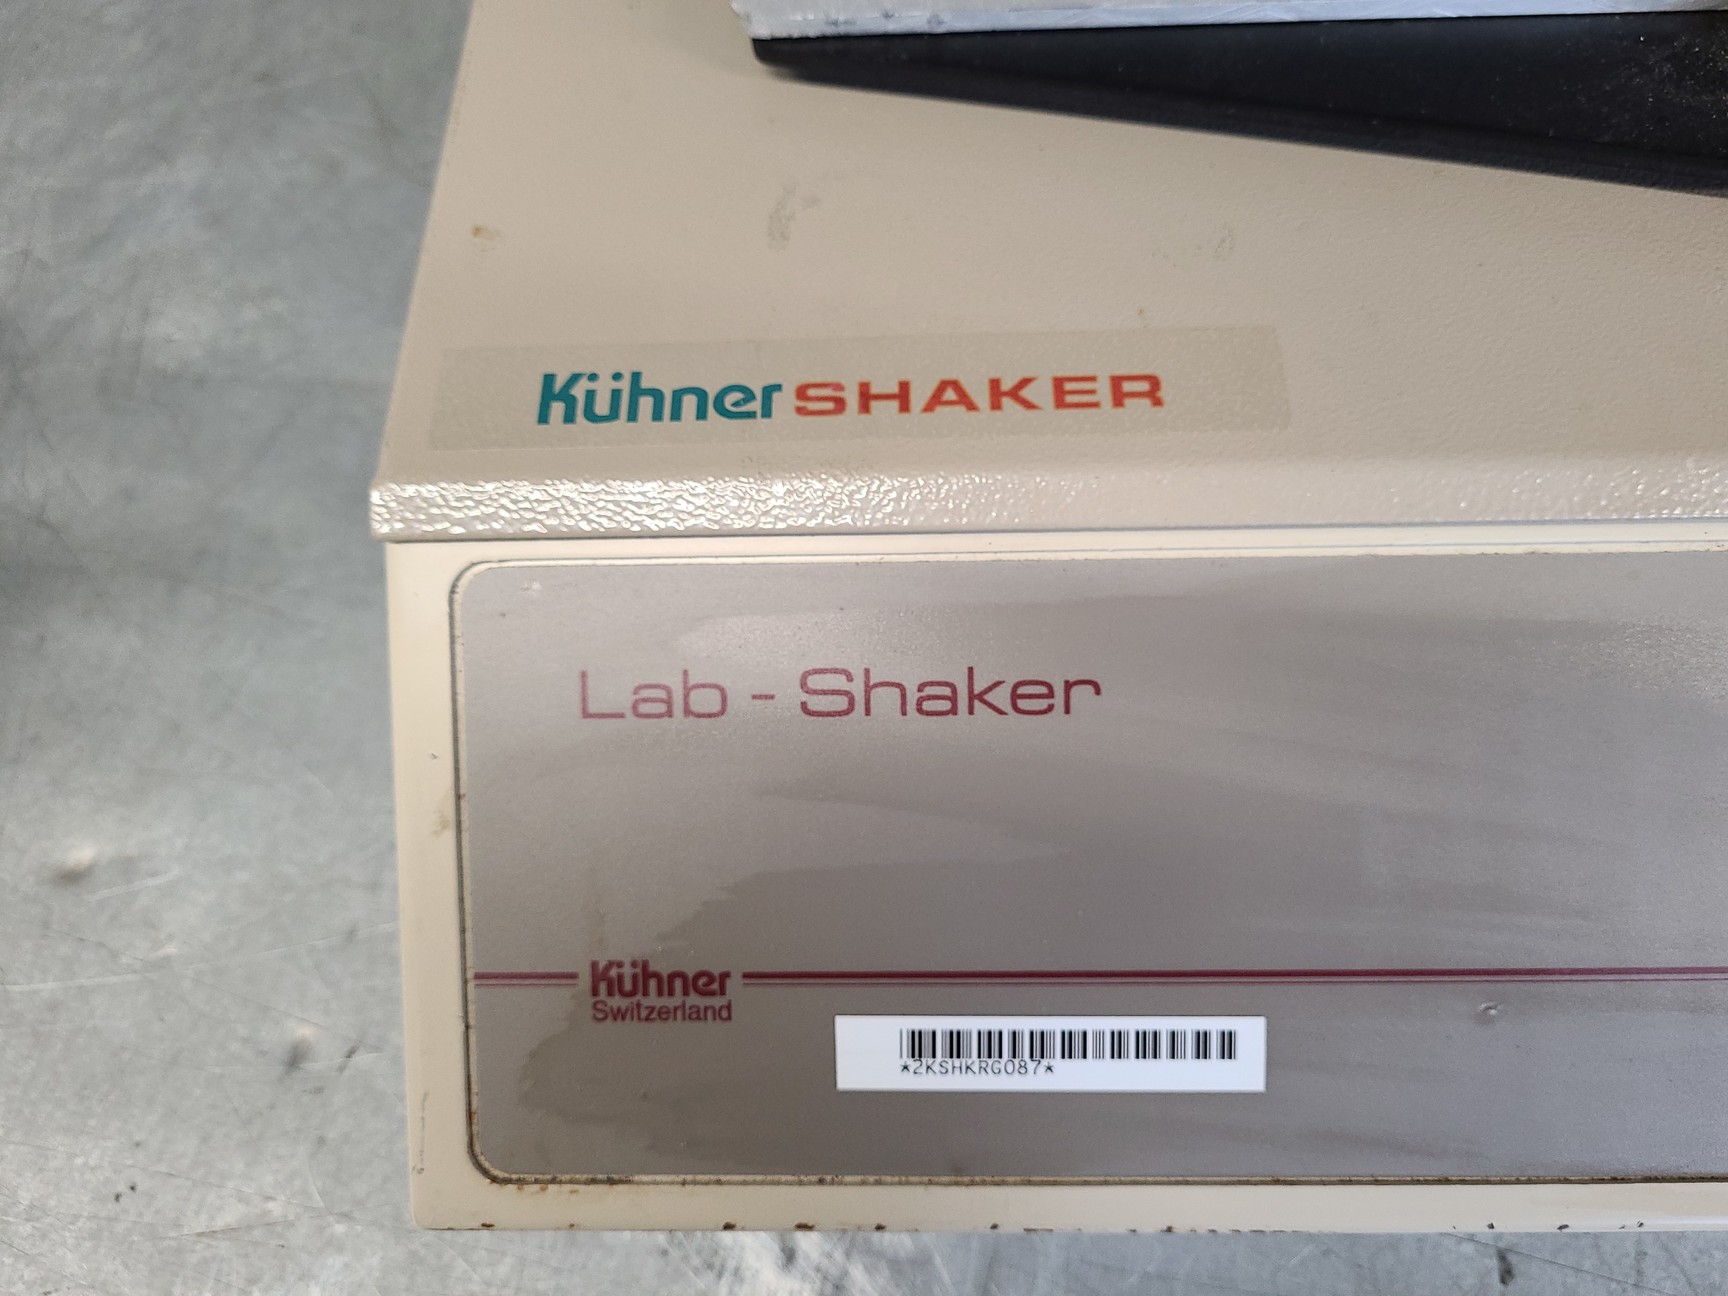 Kühner SHAKER
Lab - Shaker
Kühner
Switzerland
*2KSHKRG087*